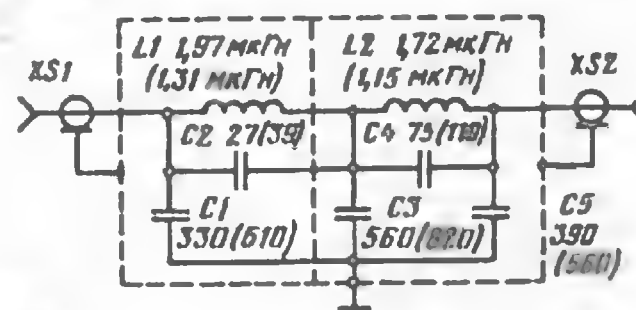 L1 1,97 мкГн
(1,31 мкГн)
L2 1,72 мкГн
(1,15 мкГн)
XS1
XS2
C2 27(39)
C4 75(110)
C1
330(610)
C3
560(820)
C5
390
(560)